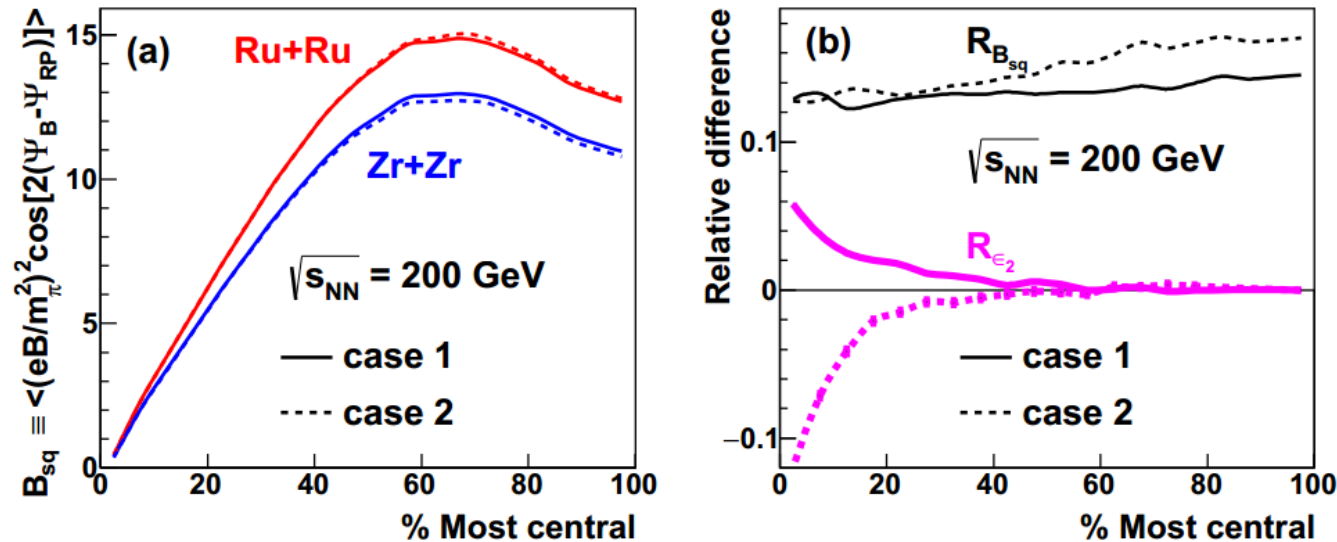 B_sq ≡ <(eB/m_π^2)^2 cos[2(Ψ_B-Ψ_RP)]>
(a)
Ru+Ru
Zr+Zr
√s_NN = 200 GeV
case 1
case 2
15
10
5
0
0 20 40 60 80 100
% Most central
Relative difference
(b)
R_B_sq
√s_NN = 200 GeV
R_ϵ_2
case 1
case 2
0.1
0
−0.1
0 20 40 60 80 100
% Most central